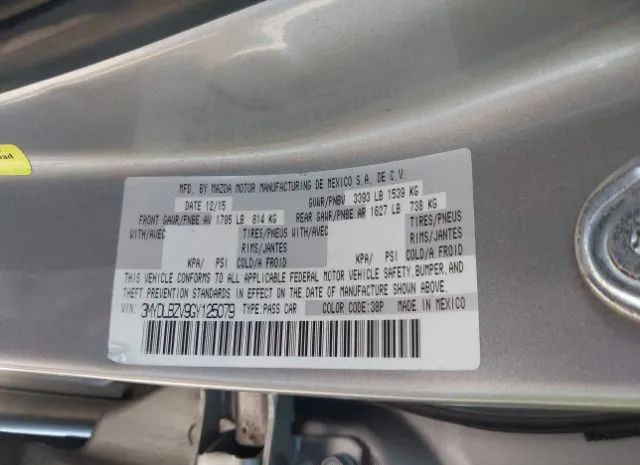 oad
MFD. BY MAZDA MOTOR MANUFACTURING DE MEXICO S.A. DE C.V.
DATE 12/15 GVWR/PNBV 3393 LB 1539 KG
FRONT GAWR/PNBE AV 1795 LB 814 KG REAR GAWR/PNBE AR 1627 LB 738 KG
WITH/AVEC TIRES/PNEUS WITH/AVEC TIRES/PNEUS
RIMS/JANTES RIMS/JANTES
KPA/ PSI COLD/A FROID KPA/ PSI COLD/A FROID
THIS VEHICLE CONFORMS TO ALL APPLICABLE FEDERAL MOTOR VEHICLE SAFETY, BUMPER, AND
THEFT PREVENTION STANDARDS IN EFFECT ON THE DATE OF MANUFACTURE SHOWN ABOVE.
VIN: 3MYDLBZV9GY125079 TYPE:PASS CAR COLOR CODE:38P MADE IN MEXICO